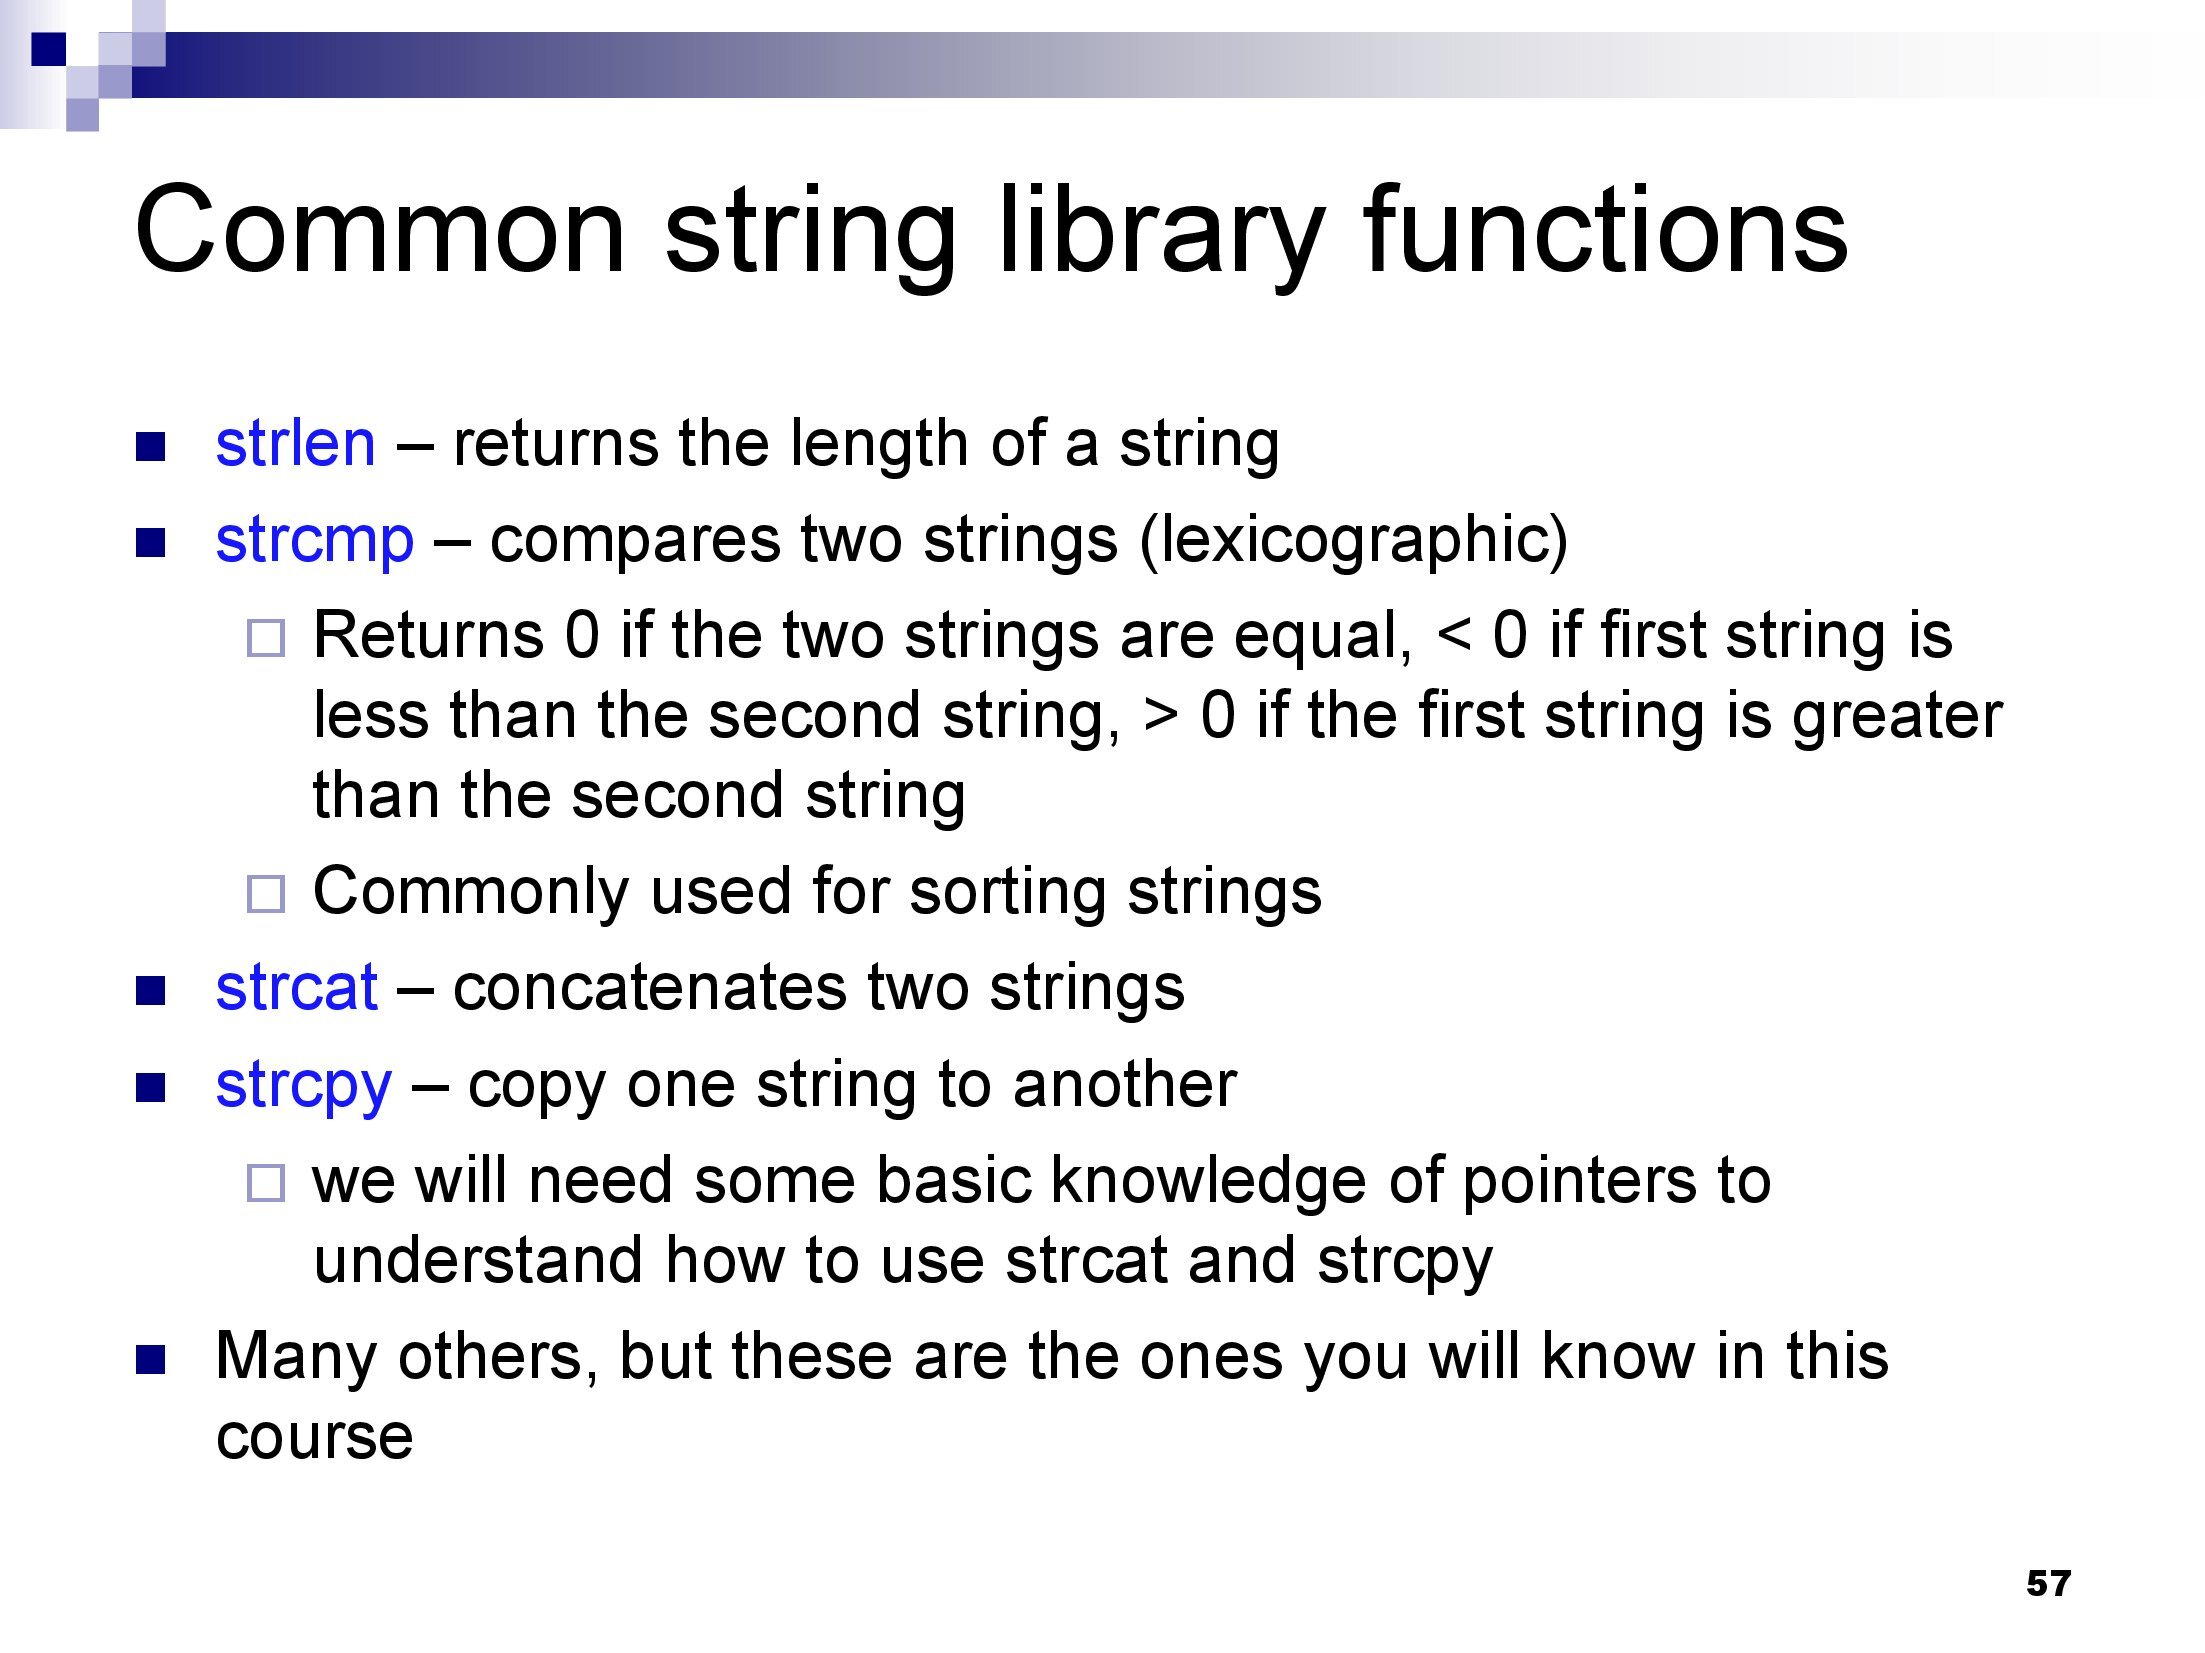 Common string library functions
strlen – returns the length of a string
strcmp – compares two strings (lexicographic)
Returns 0 if the two strings are equal, < 0 if first string is
less than the second string, > 0 if the first string is greater
than the second string
Commonly used for sorting strings
strcat – concatenates two strings
strcpy – copy one string to another
we will need some basic knowledge of pointers to
understand how to use strcat and strcpy
Many others, but these are the ones you will know in this
course
57